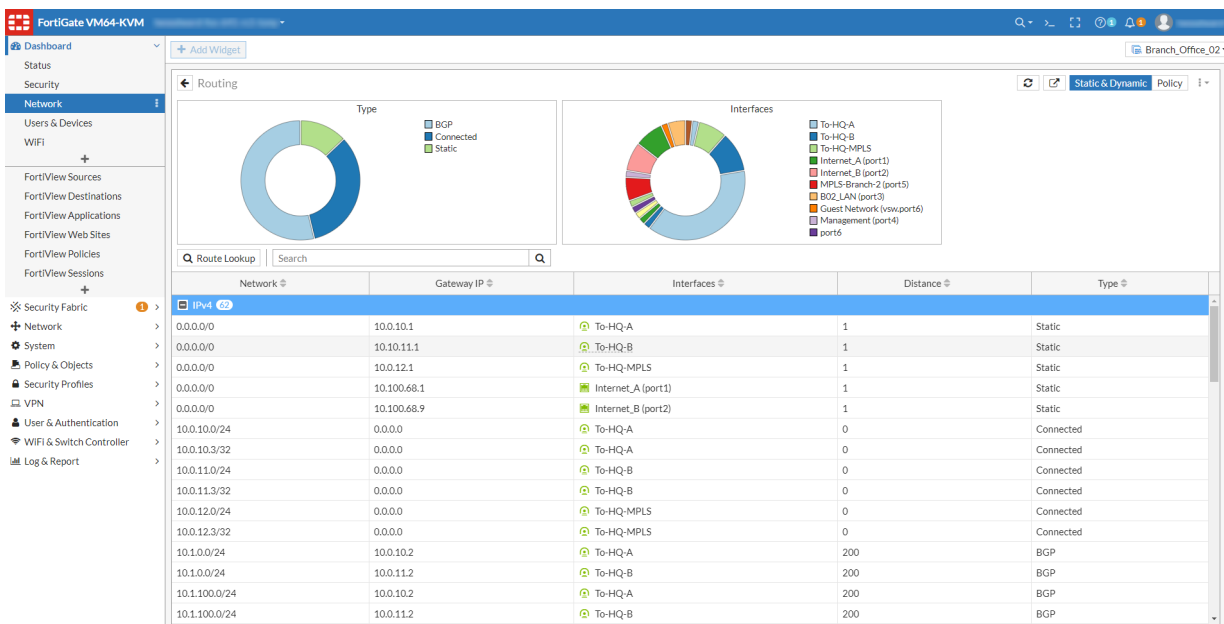 FortiGate VM64-KVM
1
1
Dashboard
Status
Security
Network
Users & Devices
WiFi
FortiView Sources
FortiView Destinations
FortiView Applications
FortiView Web Sites
FortiView Policies
FortiView Sessions
Security Fabric 1
Network
System
Policy & Objects
Security Profiles
VPN
User & Authentication
WiFi & Switch Controller
Log & Report
+ Add Widget
Branch_Office_02
Routing
Static & Dynamic Policy
Type
BGP
Connected
Static
Interfaces
To-HQ-A
To-HQ-B
To-HQ-MPLS
Internet_A (port1)
Internet_B (port2)
MPLS-Branch-2 (port5)
B02_LAN (port3)
Guest Network (vsw.port6)
Management (port4)
port6
Route Lookup Search
Network Gateway IP Interfaces Distance Type
IPv4 62
0.0.0.0/0 10.0.10.1 To-HQ-A 1 Static
0.0.0.0/0 10.10.11.1 To-HQ-B 1 Static
0.0.0.0/0 10.0.12.1 To-HQ-MPLS 1 Static
0.0.0.0/0 10.100.68.1 Internet_A (port1) 1 Static
0.0.0.0/0 10.100.68.9 Internet_B (port2) 1 Static
10.0.10.0/24 0.0.0.0 To-HQ-A 0 Connected
10.0.10.3/32 0.0.0.0 To-HQ-A 0 Connected
10.0.11.0/24 0.0.0.0 To-HQ-B 0 Connected
10.0.11.3/32 0.0.0.0 To-HQ-B 0 Connected
10.0.12.0/24 0.0.0.0 To-HQ-MPLS 0 Connected
10.0.12.3/32 0.0.0.0 To-HQ-MPLS 0 Connected
10.1.0.0/24 10.0.10.2 To-HQ-A 200 BGP
10.1.0.0/24 10.0.11.2 To-HQ-B 200 BGP
10.1.100.0/24 10.0.10.2 To-HQ-A 200 BGP
10.1.100.0/24 10.0.11.2 To-HQ-B 200 BGP